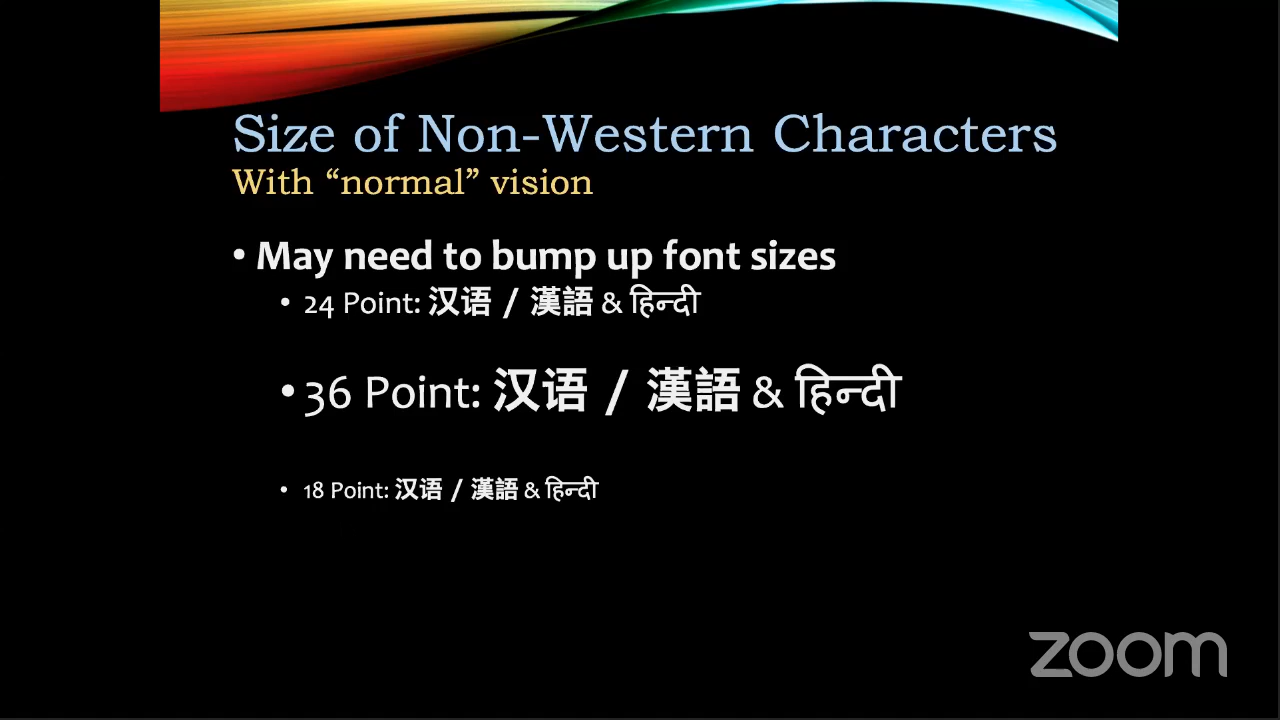 Size of Non-Western Characters
With “normal” vision
• May need to bump up font sizes
• 24 Point: 汉语 / 漢語 & हिन्दी
• 36 Point: 汉语 / 漢語 & हिन्दी
• 18 Point: 汉语 / 漢語 & हिन्दी
zoom